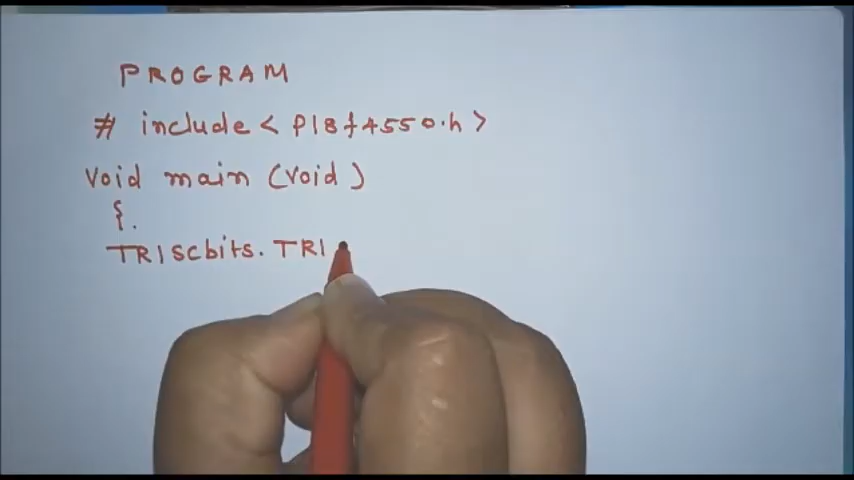 PROGRAM
# include < P18f4550.h >
Void main (void)
{.
TRISCbits. TRI